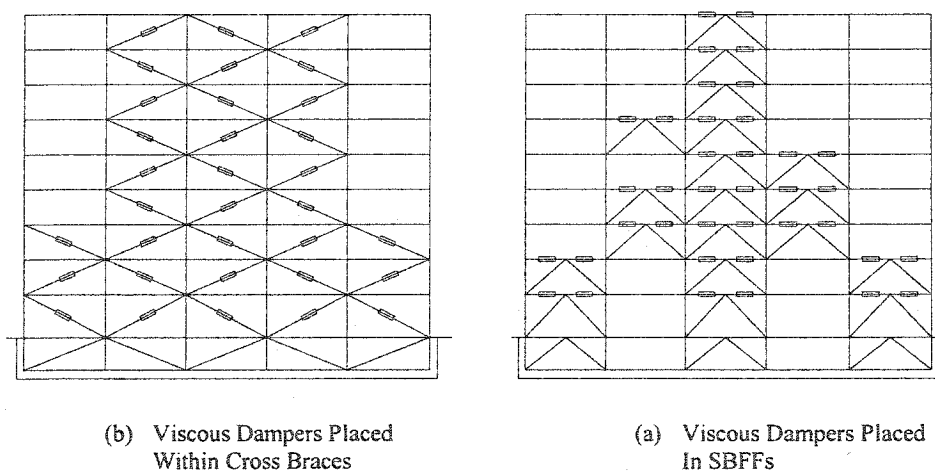 (b) Viscous Dampers Placed
Within Cross Braces
(a) Viscous Dampers Placed
In SBFFs